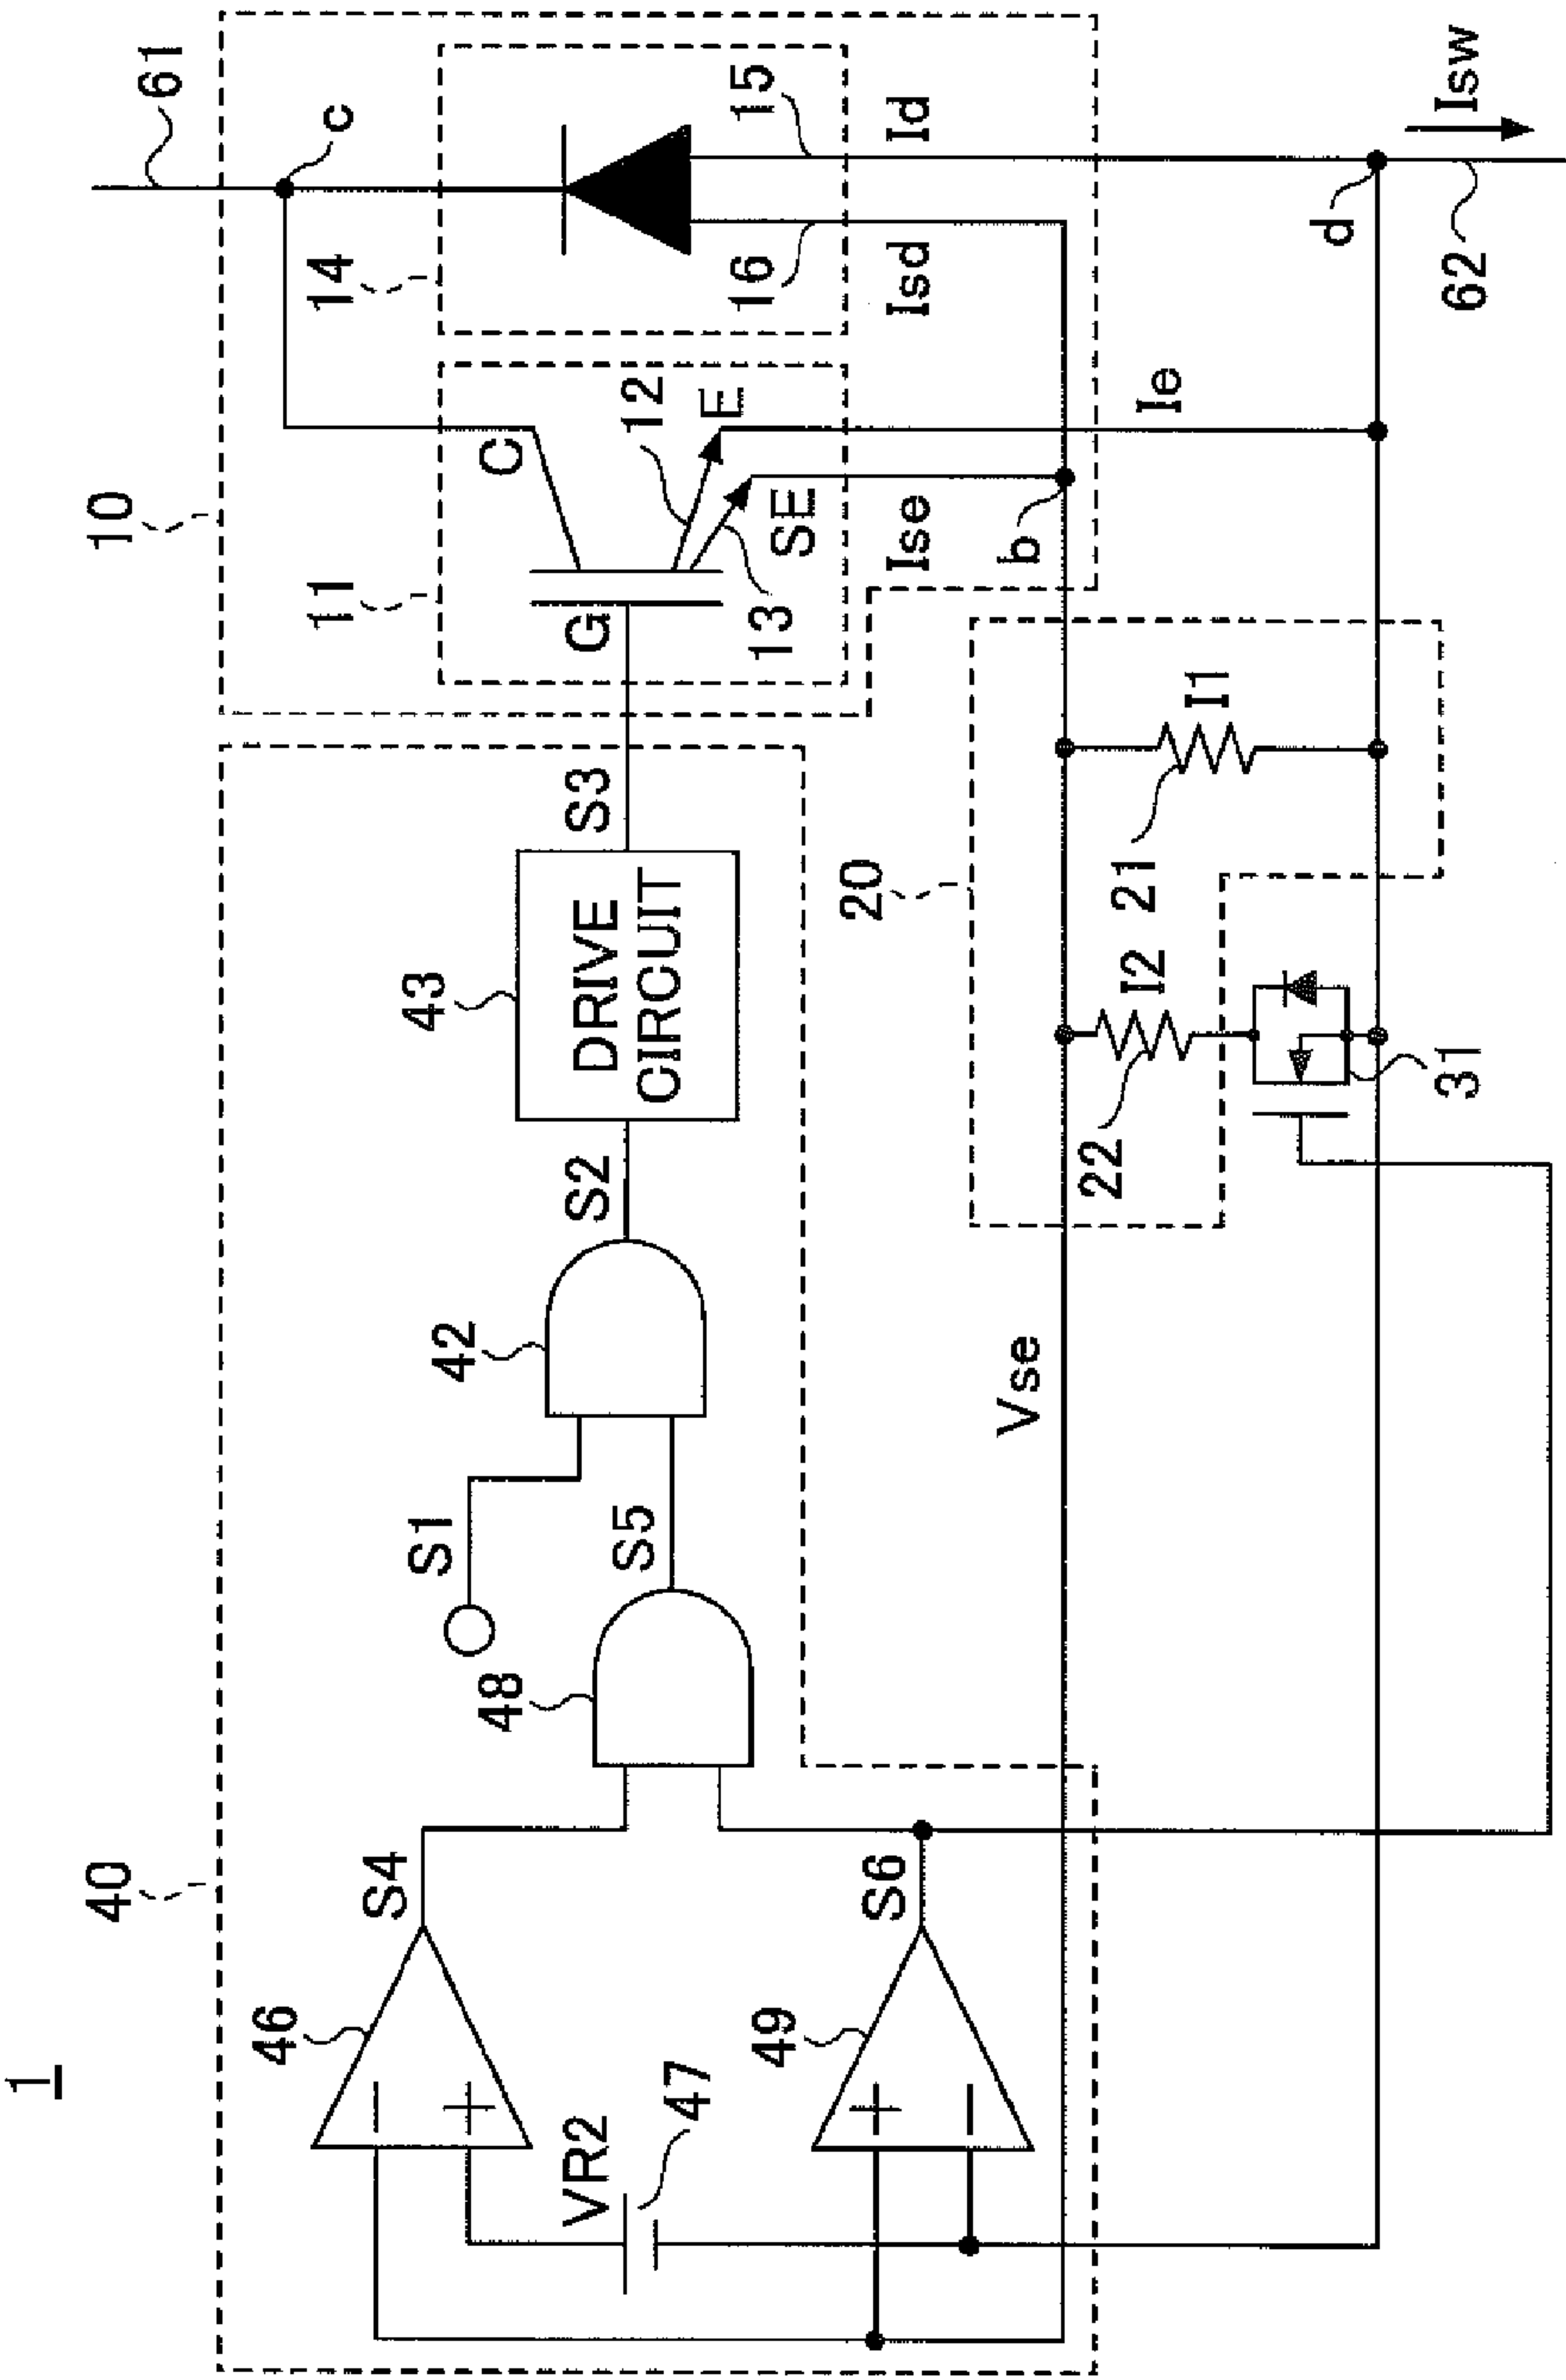 1
40
10
46
S4
48
S1
42
S2
43
DRIVE
CIRCUIT
S3
11
G
C
12
E
13
SE
14
c
61
15
16
VR2
47
49
S6
S5
Vse
20
22
I2
21
I1
31
b
Ise
Ie
Isd
Id
d
62
Isw